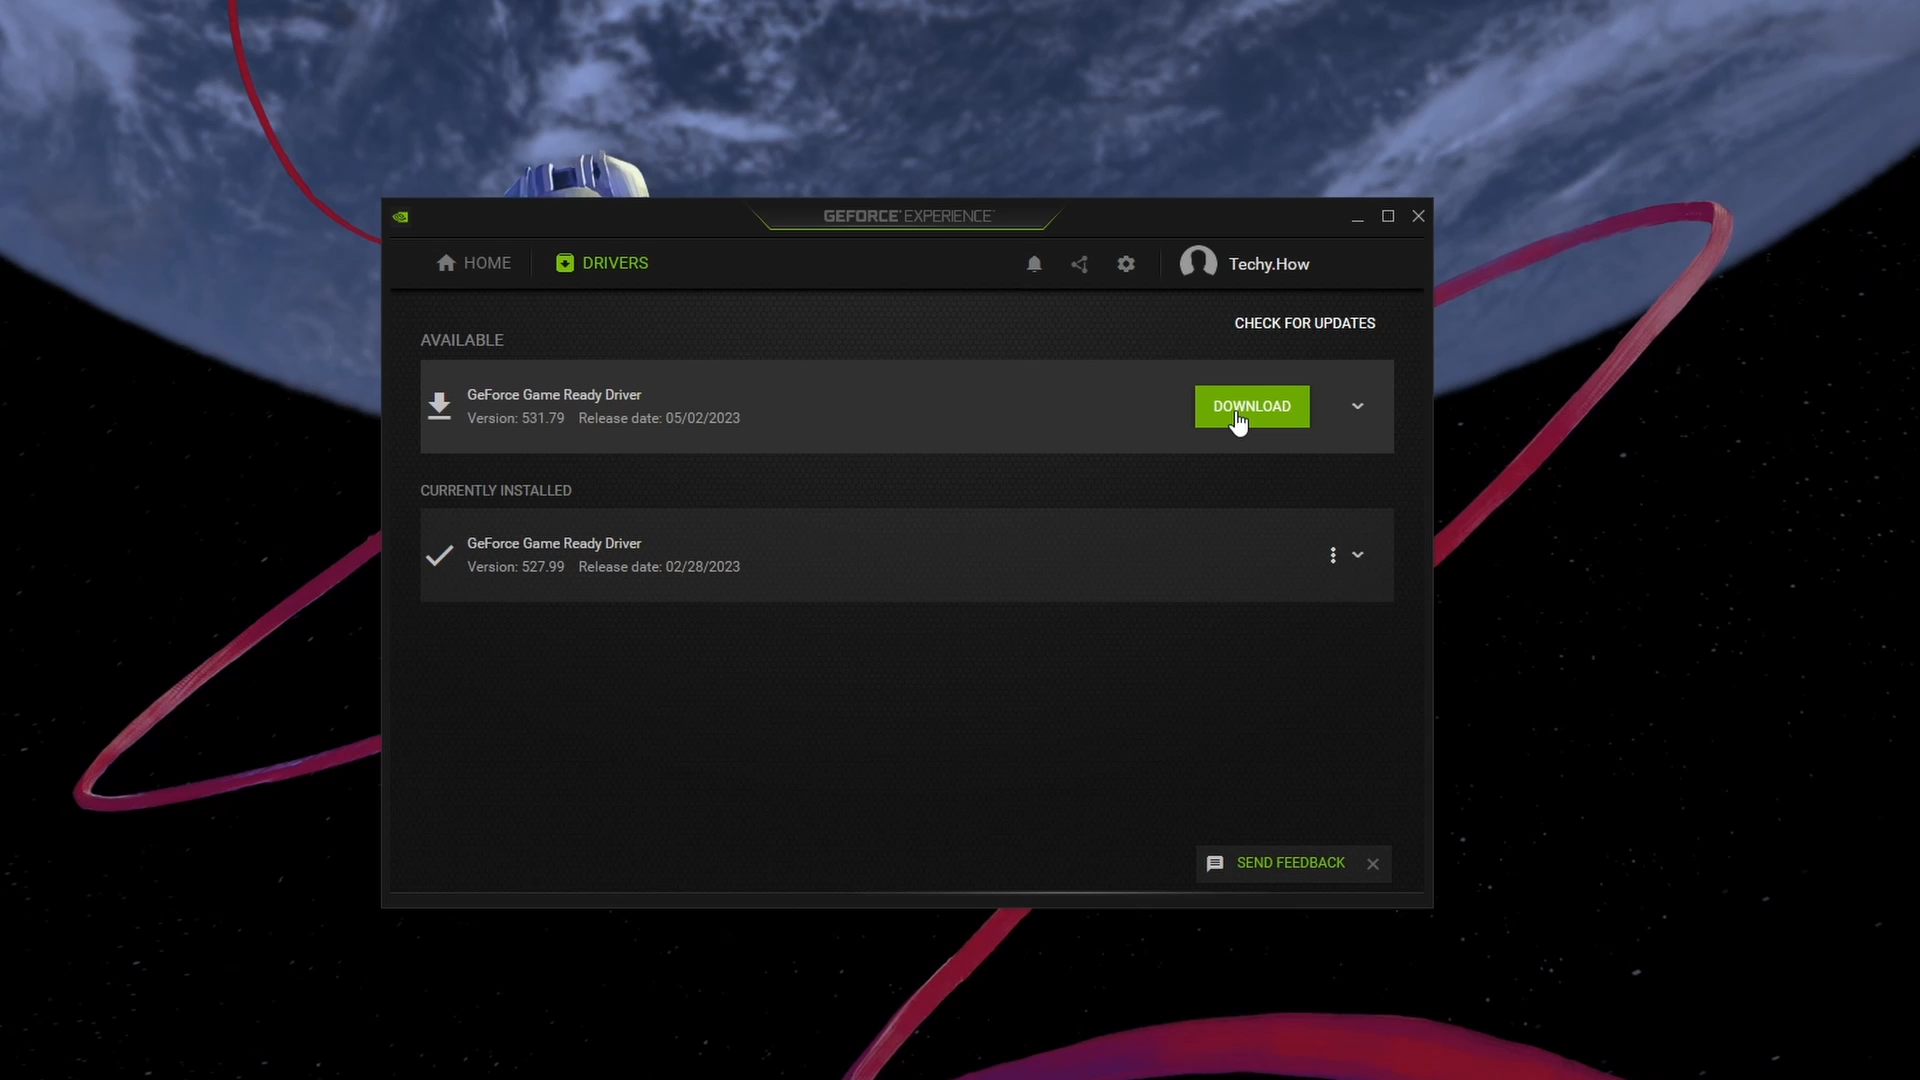 GEFORCE EXPERIENCE
HOME
DRIVERS
Techy.How
CHECK FOR UPDATES
AVAILABLE
GeForce Game Ready Driver
Version: 531.79 Release date: 05/02/2023
DOWNLOAD
CURRENTLY INSTALLED
GeForce Game Ready Driver
Version: 527.99 Release date: 02/28/2023
SEND FEEDBACK